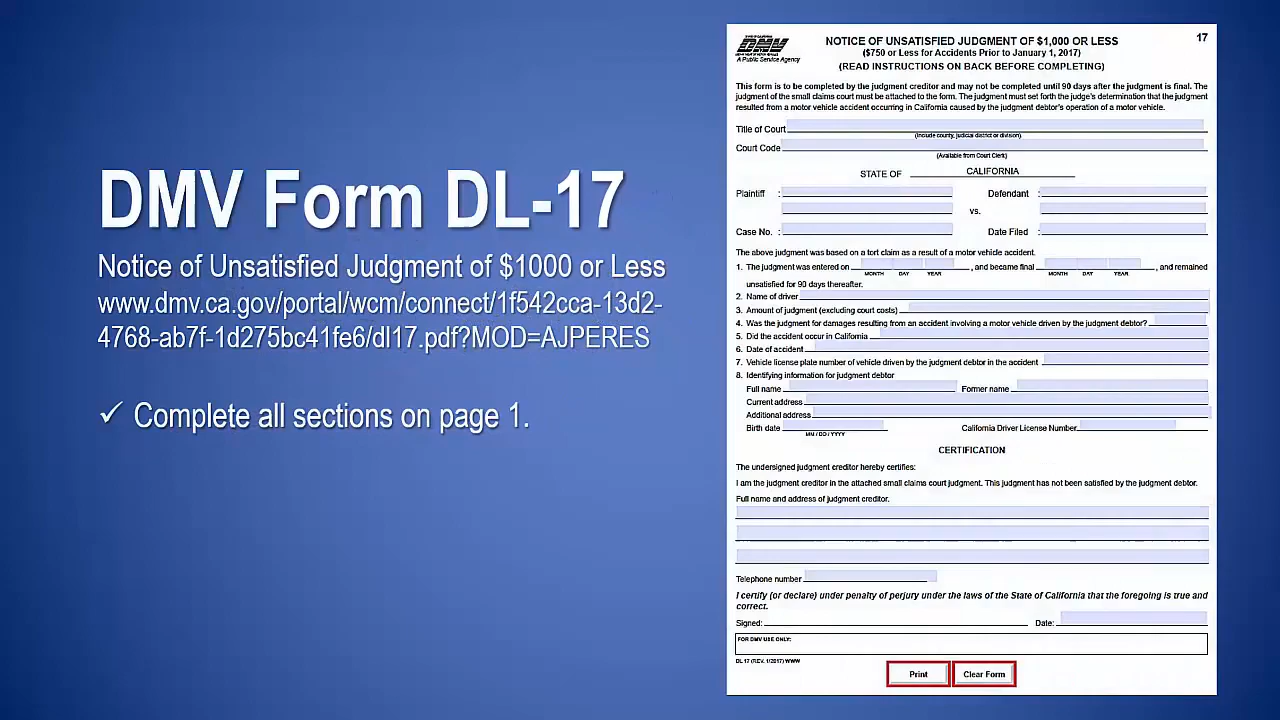 DMV Form DL-17
Notice of Unsatisfied Judgment of $1000 or Less
www.dmv.ca.gov/portal/wcm/connect/1f542cca-13d2-
4768-ab7f-1d275bc41fe6/dl17.pdf?MOD=AJPERES
✓ Complete all sections on page 1.
DMV
A Public Service Agency
NOTICE OF UNSATISFIED JUDGMENT OF $1,000 OR LESS
17
($750 or Less for Accidents Prior to January 1, 2017)
(READ INSTRUCTIONS ON BACK BEFORE COMPLETING)
This form is to be completed by the judgment creditor and may not be completed until 90 days after the judgment is final. The
judgment of the small claims court must be attached to the form. The judgment must set forth the judge's determination that the judgment
resulted from a motor vehicle accident occurring in California caused by the judgment debtor's operation of a motor vehicle.
Title of Court
(Include county, judicial district or division)
Court Code
(Available from Court Clerk)
STATE OF CALIFORNIA
Plaintiff : Defendant :
vs.
Case No. : Date Filed :
The above judgment was based on a tort claim as a result of a motor vehicle accident.
1. The judgment was entered on , and became final , and remained
MONTH DAY YEAR MONTH DAY YEAR
unsatisfied for 90 days thereafter.
2. Name of driver
3. Amount of judgment (excluding court costs)
4. Was the judgment for damages resulting from an accident involving a motor vehicle driven by the judgment debtor?
5. Did the accident occur in California
6. Date of accident
7. Vehicle license plate number of vehicle driven by the judgment debtor in the accident
8. Identifying information for judgment debtor
Full name Former name
Current address
Additional address
Birth date California Driver License Number
MM / DD / YYYY
CERTIFICATION
The undersigned judgment creditor hereby certifies:
I am the judgment creditor in the attached small claims court judgment. This judgment has not been satisfied by the judgment debtor.
Full name and address of judgment creditor.
Telephone number
I certify (or declare) under penalty of perjury under the laws of the State of California that the foregoing is true and
correct.
Signed: Date:
FOR DMV USE ONLY:
DL 17 (REV. 1/2017) WWW
Print Clear Form